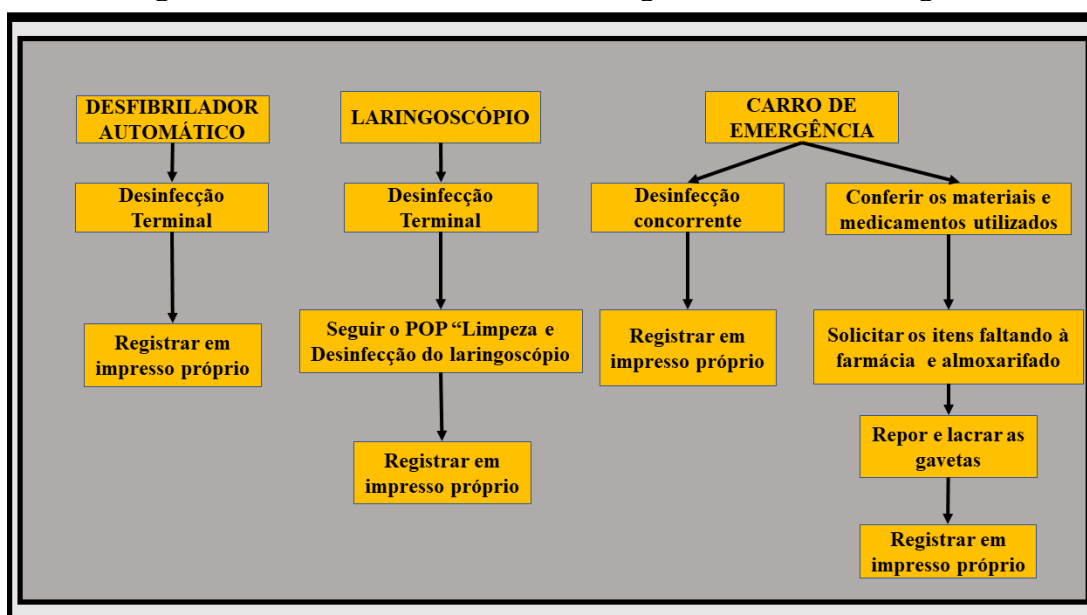 DESFIBRILADOR
AUTOMÁTICO
Desinfecção
Terminal
Registrar em
impresso próprio
LARINGOSCÓPIO
Desinfecção
Terminal
Seguir o POP “Limpeza e
Desinfecção do laringoscópio
Registrar em
impresso próprio
CARRO DE
EMERGÊNCIA
Desinfecção
concorrente
Registrar em
impresso próprio
Conferir os materiais e
medicamentos utilizados
Solicitar os itens faltando à
farmácia e almoxarifado
Repor e lacrar as
gavetas
Registrar em
impresso próprio